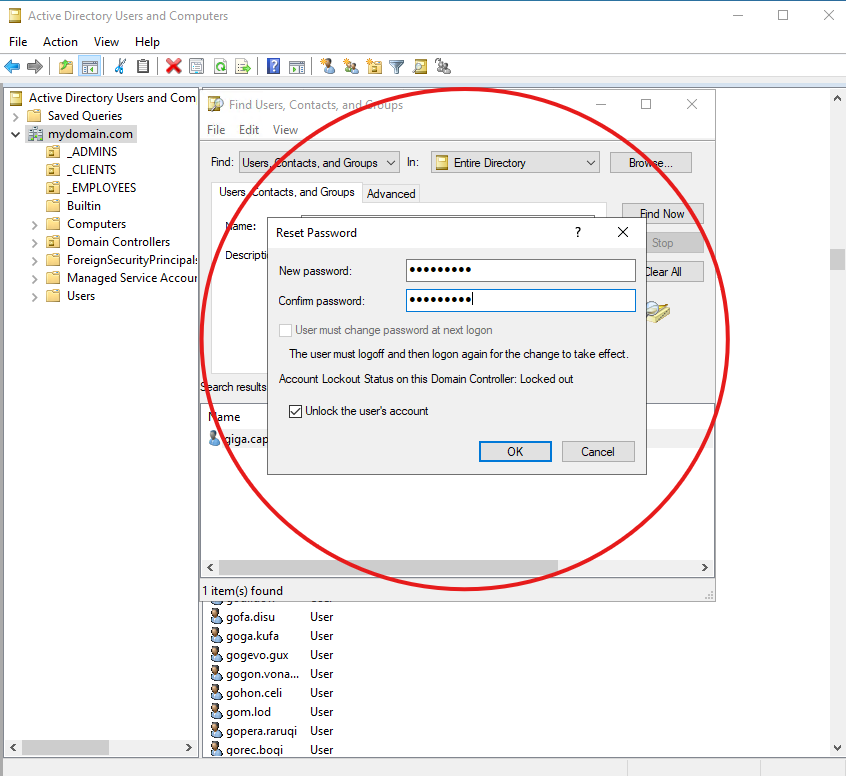 Active Directory Users and Computers
File Action View Help
Active Directory Users and Com
Saved Queries
mydomain.com
_ADMINS
_CLIENTS
_EMPLOYEES
Builtin
Computers
Domain Controllers
ForeignSecurityPrincipals
Managed Service Accour
Users
Find Users, Contacts, and Groups
File Edit View
Find: Users, Contacts, and Groups In: Entire Directory Browse...
Users, Contacts, and Groups Advanced
Name:
Descripti
Find Now
Stop
Clear All
Reset Password
New password: •••••••••
Confirm password: •••••••••
User must change password at next logon
The user must logoff and then logon again for the change to take effect.
Account Lockout Status on this Domain Controller: Locked out
Unlock the user's account
OK Cancel
Search results
Name
giga.cap
1 item(s) found
gofa.disu User
goga.kufa User
gogevo.gux User
gogon.vona... User
gohon.celi User
gom.lod User
gopera.raruqi User
gorec.boqi User